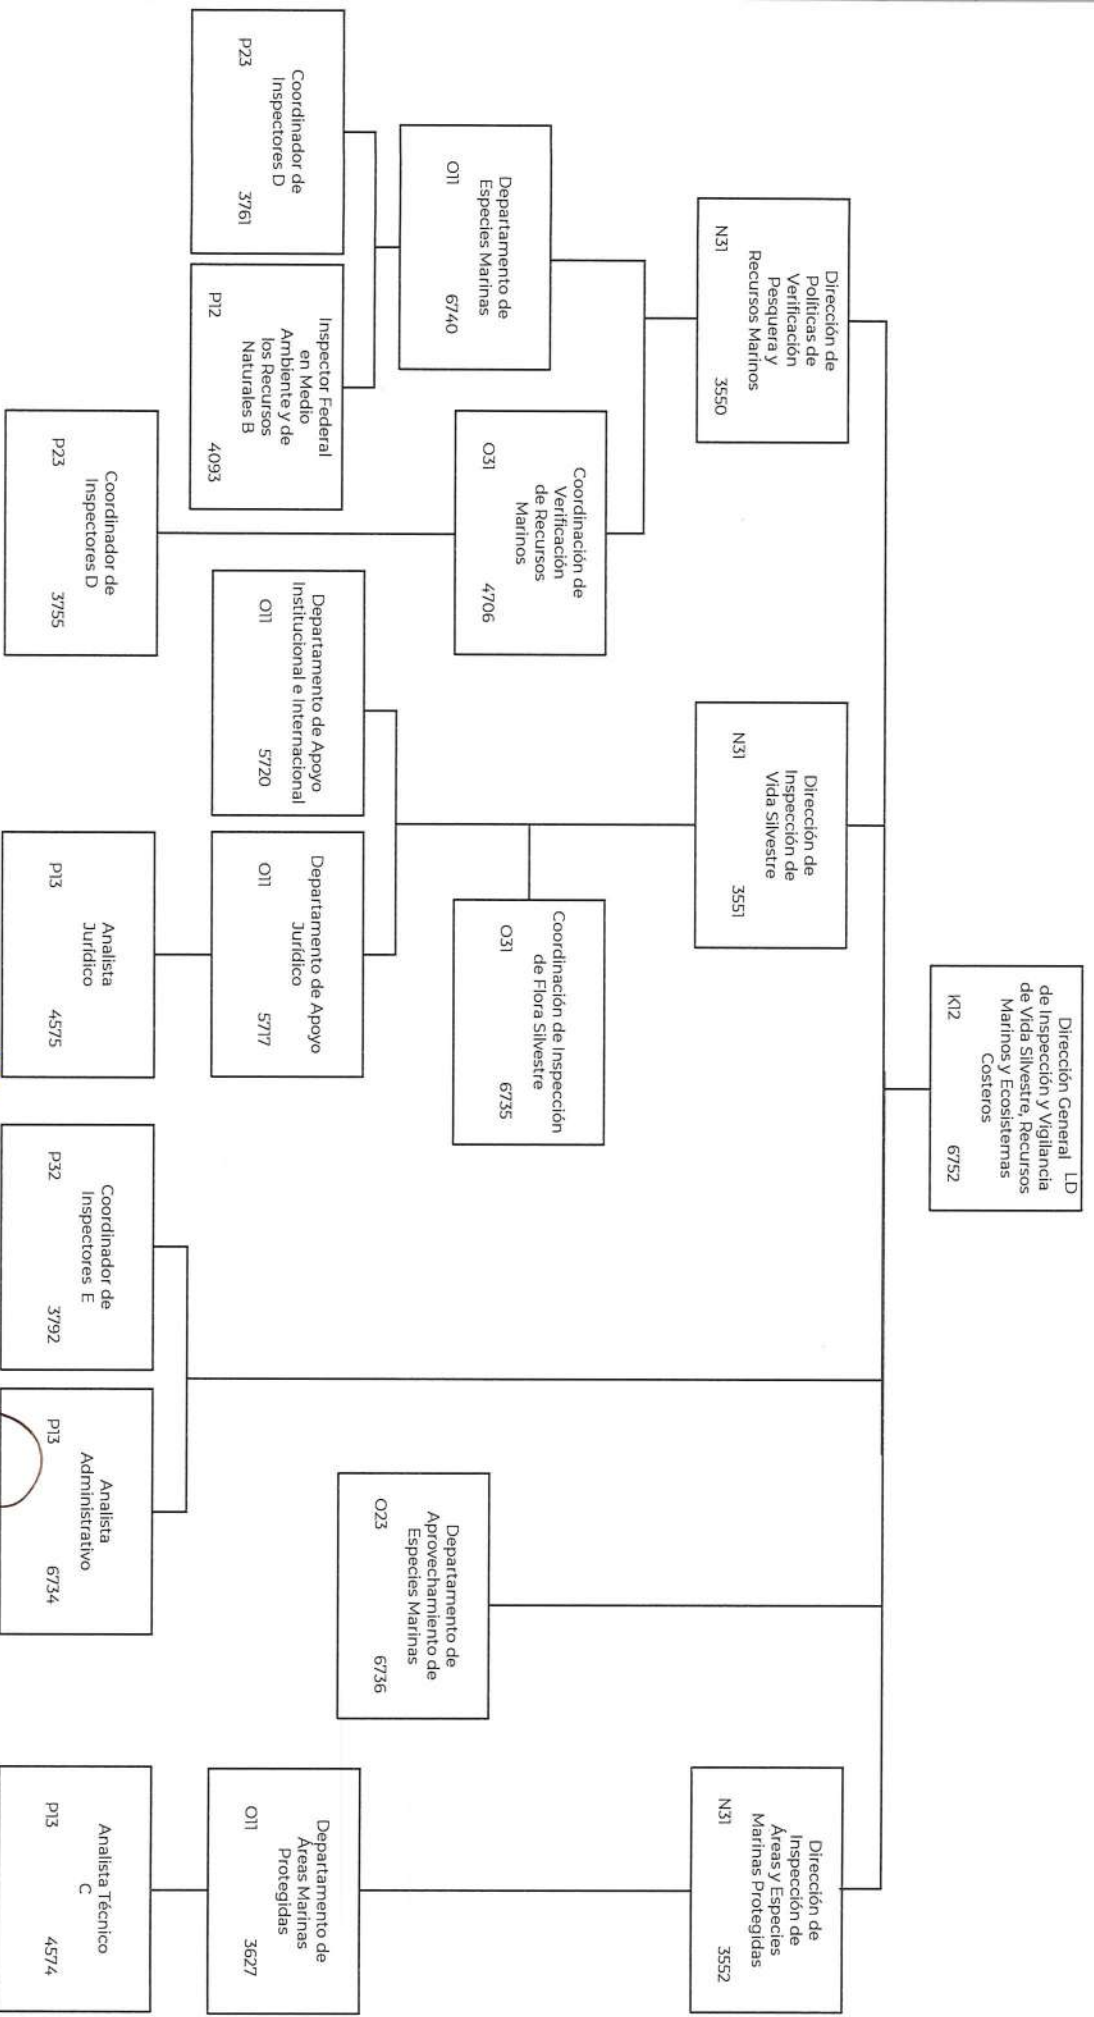 Dirección General LD
de Inspección y Vigilancia
de Vida Silvestre, Recursos
Marinos y Ecosistemas
Costeros
K12 6752
Dirección de
Políticas de
Verificación
Pesquera y
Recursos Marinos
N31 3550
Dirección de
Inspección de
Vida Silvestre
N31 3551
Dirección de
Inspección de
Áreas y Especies
Marinas Protegidas
N31 3552
Departamento de
Especies Marinas
O11 6740
Coordinación de
Verificación
de Recursos
Marinos
O31 4706
Coordinación de Inspección
de Flora Silvestre
O31 6735
Departamento de
Aprovechamiento de
Especies Marinas
O23 6736
Coordinador de
Inspectores D
P23 3761
Inspector Federal
en Medio
Ambiente y de
los Recursos
Naturales B
P12 4093
Departamento de Apoyo
Institucional e Internacional
O11 5720
Departamento de Apoyo
Jurídico
O11 5717
Departamento de
Áreas Marinas
Protegidas
O11 3627
Coordinador de
Inspectores D
P23 3755
Analista
Jurídico
P13 4575
Coordinador de
Inspectores E
P32 3792
Analista
Administrativo
P13 6734
Analista Técnico
C
P13 4574